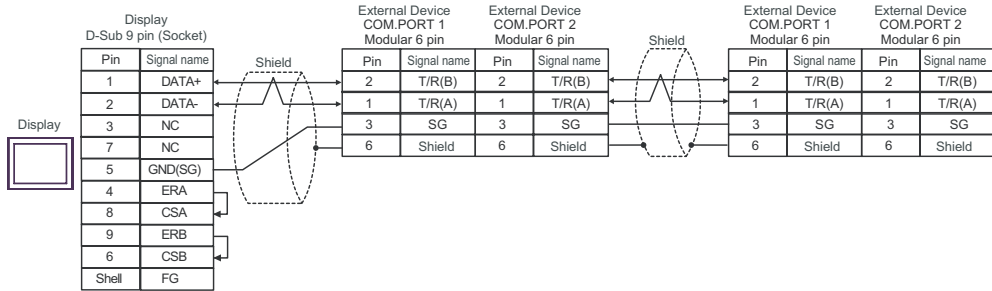 Display
D-Sub 9 pin (Socket)
Pin Signal name
1 DATA+
2 DATA-
3 NC
7 NC
5 GND(SG)
4 ERA
8 CSA
9 ERB
6 CSB
Shell FG
Display
Shield
External Device
COM.PORT 1
Modular 6 pin
External Device
COM.PORT 2
Modular 6 pin
Pin Signal name Pin Signal name
2 T/R(B) 2 T/R(B)
1 T/R(A) 1 T/R(A)
3 SG 3 SG
6 Shield 6 Shield
Shield
External Device
COM.PORT 1
Modular 6 pin
External Device
COM.PORT 2
Modular 6 pin
Pin Signal name Pin Signal name
2 T/R(B) 2 T/R(B)
1 T/R(A) 1 T/R(A)
3 SG 3 SG
6 Shield 6 Shield